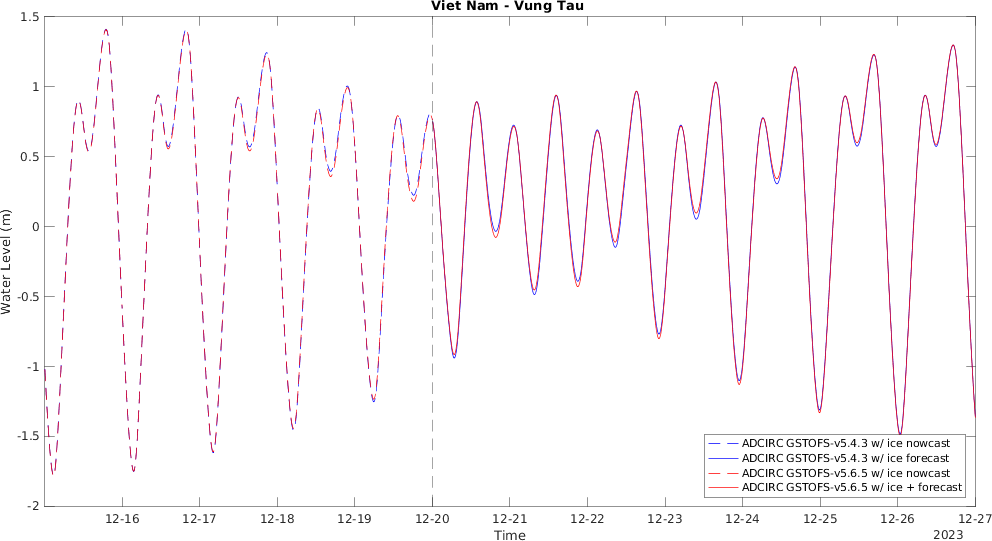 Viet Nam - Vung Tau
1.5
1
0.5
0
-0.5
-1
-1.5
-2
Water Level (m)
ADCIRC GSTOFS-v5.4.3 w/ ice nowcast
ADCIRC GSTOFS-v5.4.3 w/ ice forecast
ADCIRC GSTOFS-v5.6.5 w/ ice nowcast
ADCIRC GSTOFS-v5.6.5 w/ ice + forecast
12-16 12-17 12-18 12-19 12-20 12-21 12-22 12-23 12-24 12-25 12-26 12-27
Time
2023